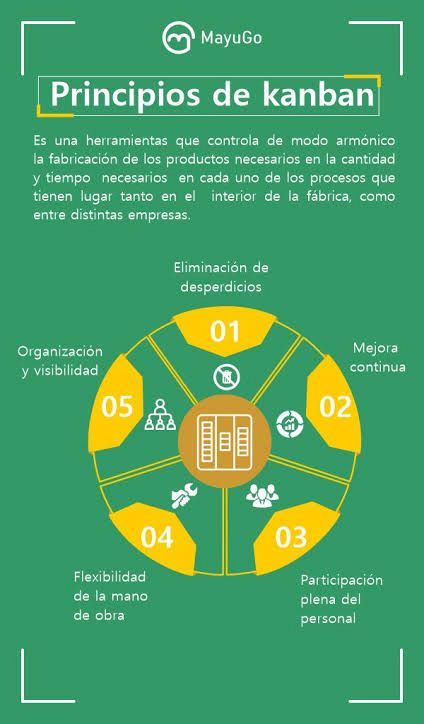 MayuGo
Principios de kanban
Es una herramientas que controla de modo armónico
la fabricación de los productos necesarios en la cantidad
y tiempo necesarios en cada uno de los procesos que
tienen lugar tanto en el interior de la fábrica, como
entre distintas empresas.
Eliminación de
desperdicios
01
Mejora
continua
02
Participación
plena del
personal
03
Flexibilidad
de la mano
de obra
04
Organización
y visibilidad
05